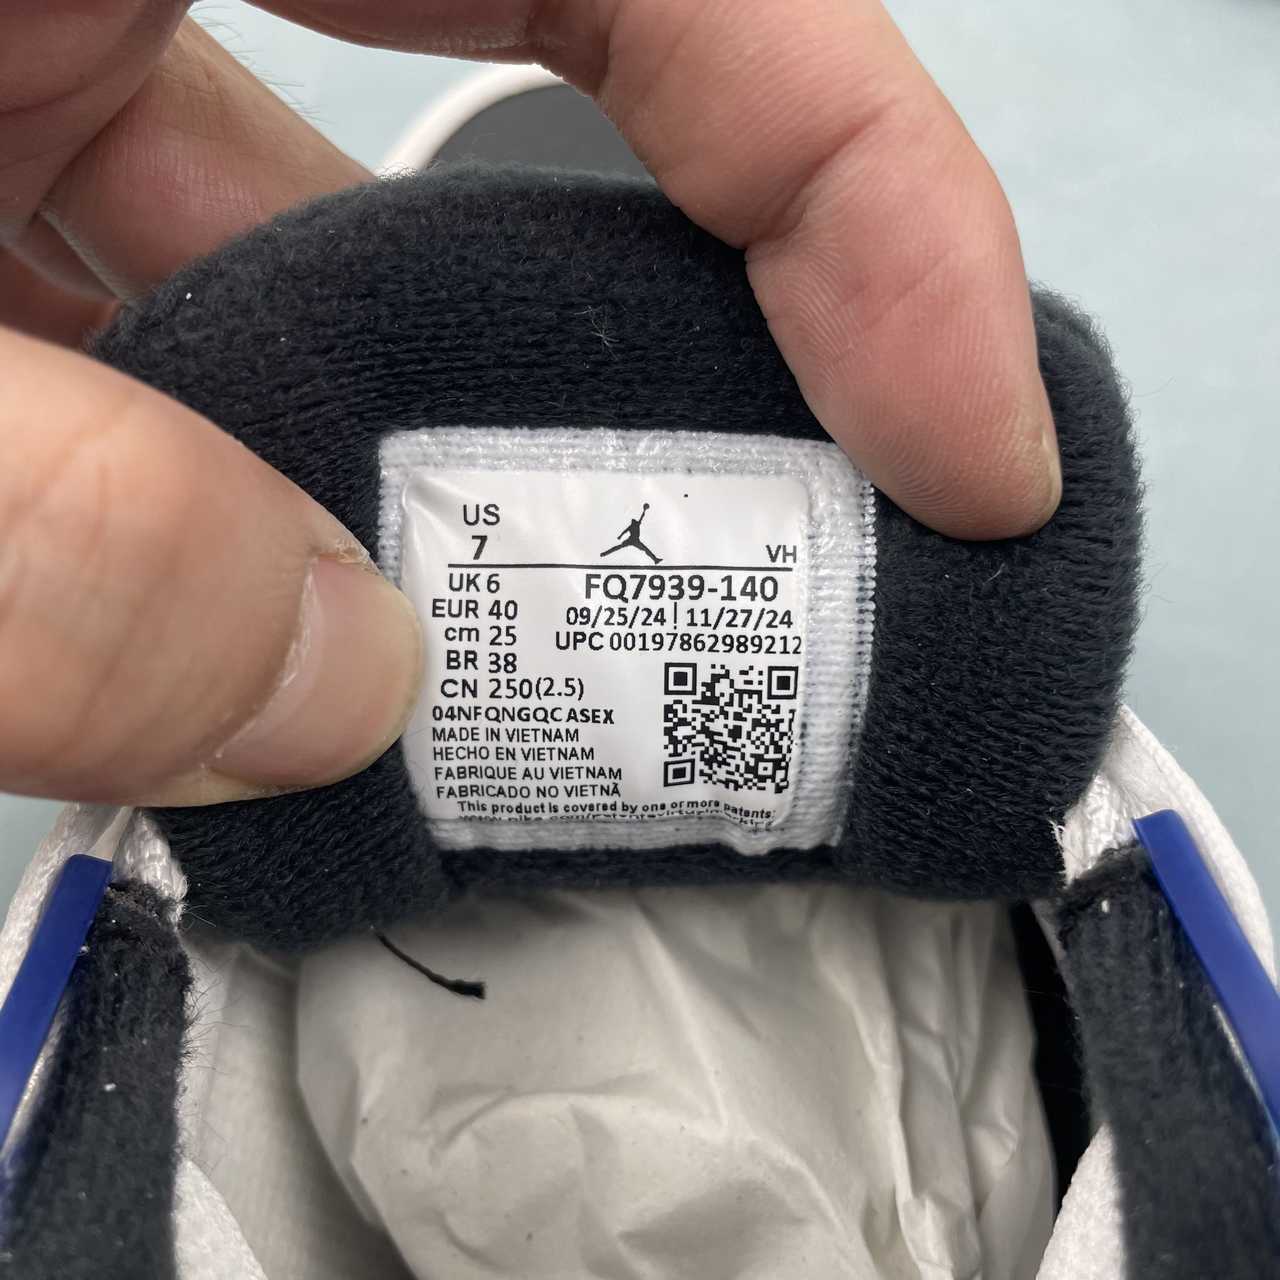 US
7
VH
UK 6
FQ7939-140
EUR 40
09/25/24 | 11/27/24
cm 25
UPC 00197862989212
BR 38
CN 250(2.5)
04NFQNGQCASEX
MADE IN VIETNAM
HECHO EN VIETNAM
FABRIQUE AU VIETNAM
FABRICADO NO VIETNÃ
This product is covered by one or more patents: